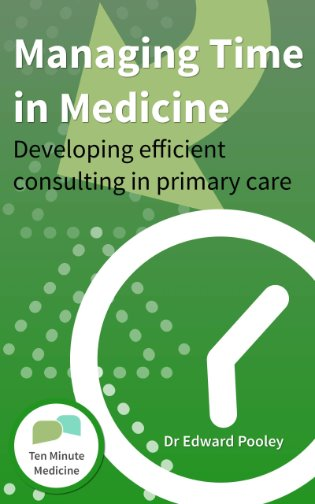 Managing Time
in Medicine
Developing efficient
consulting in primary care
Dr Edward Pooley
Ten Minute
Medicine